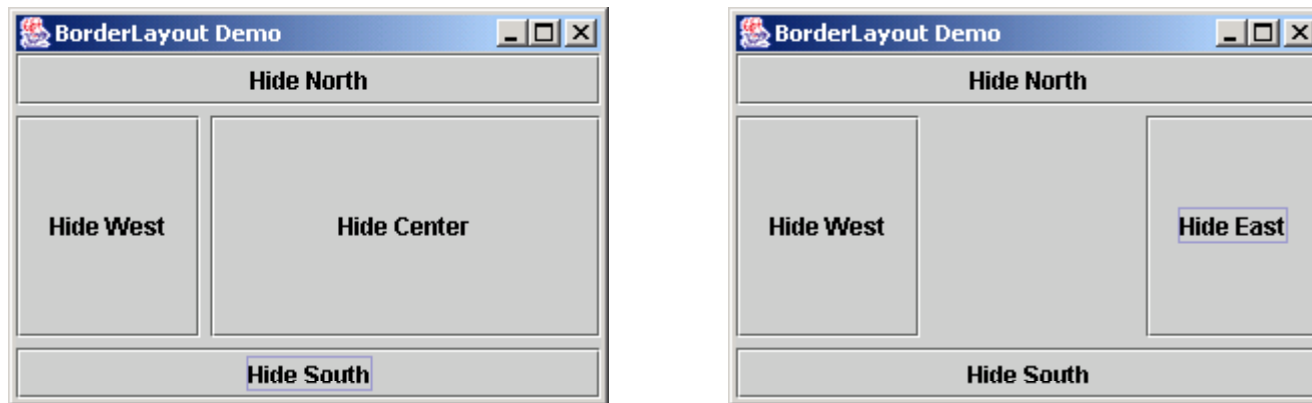 BorderLayout Demo
Hide North
Hide West Hide Center
Hide South
BorderLayout Demo
Hide North
Hide West Hide East
Hide South